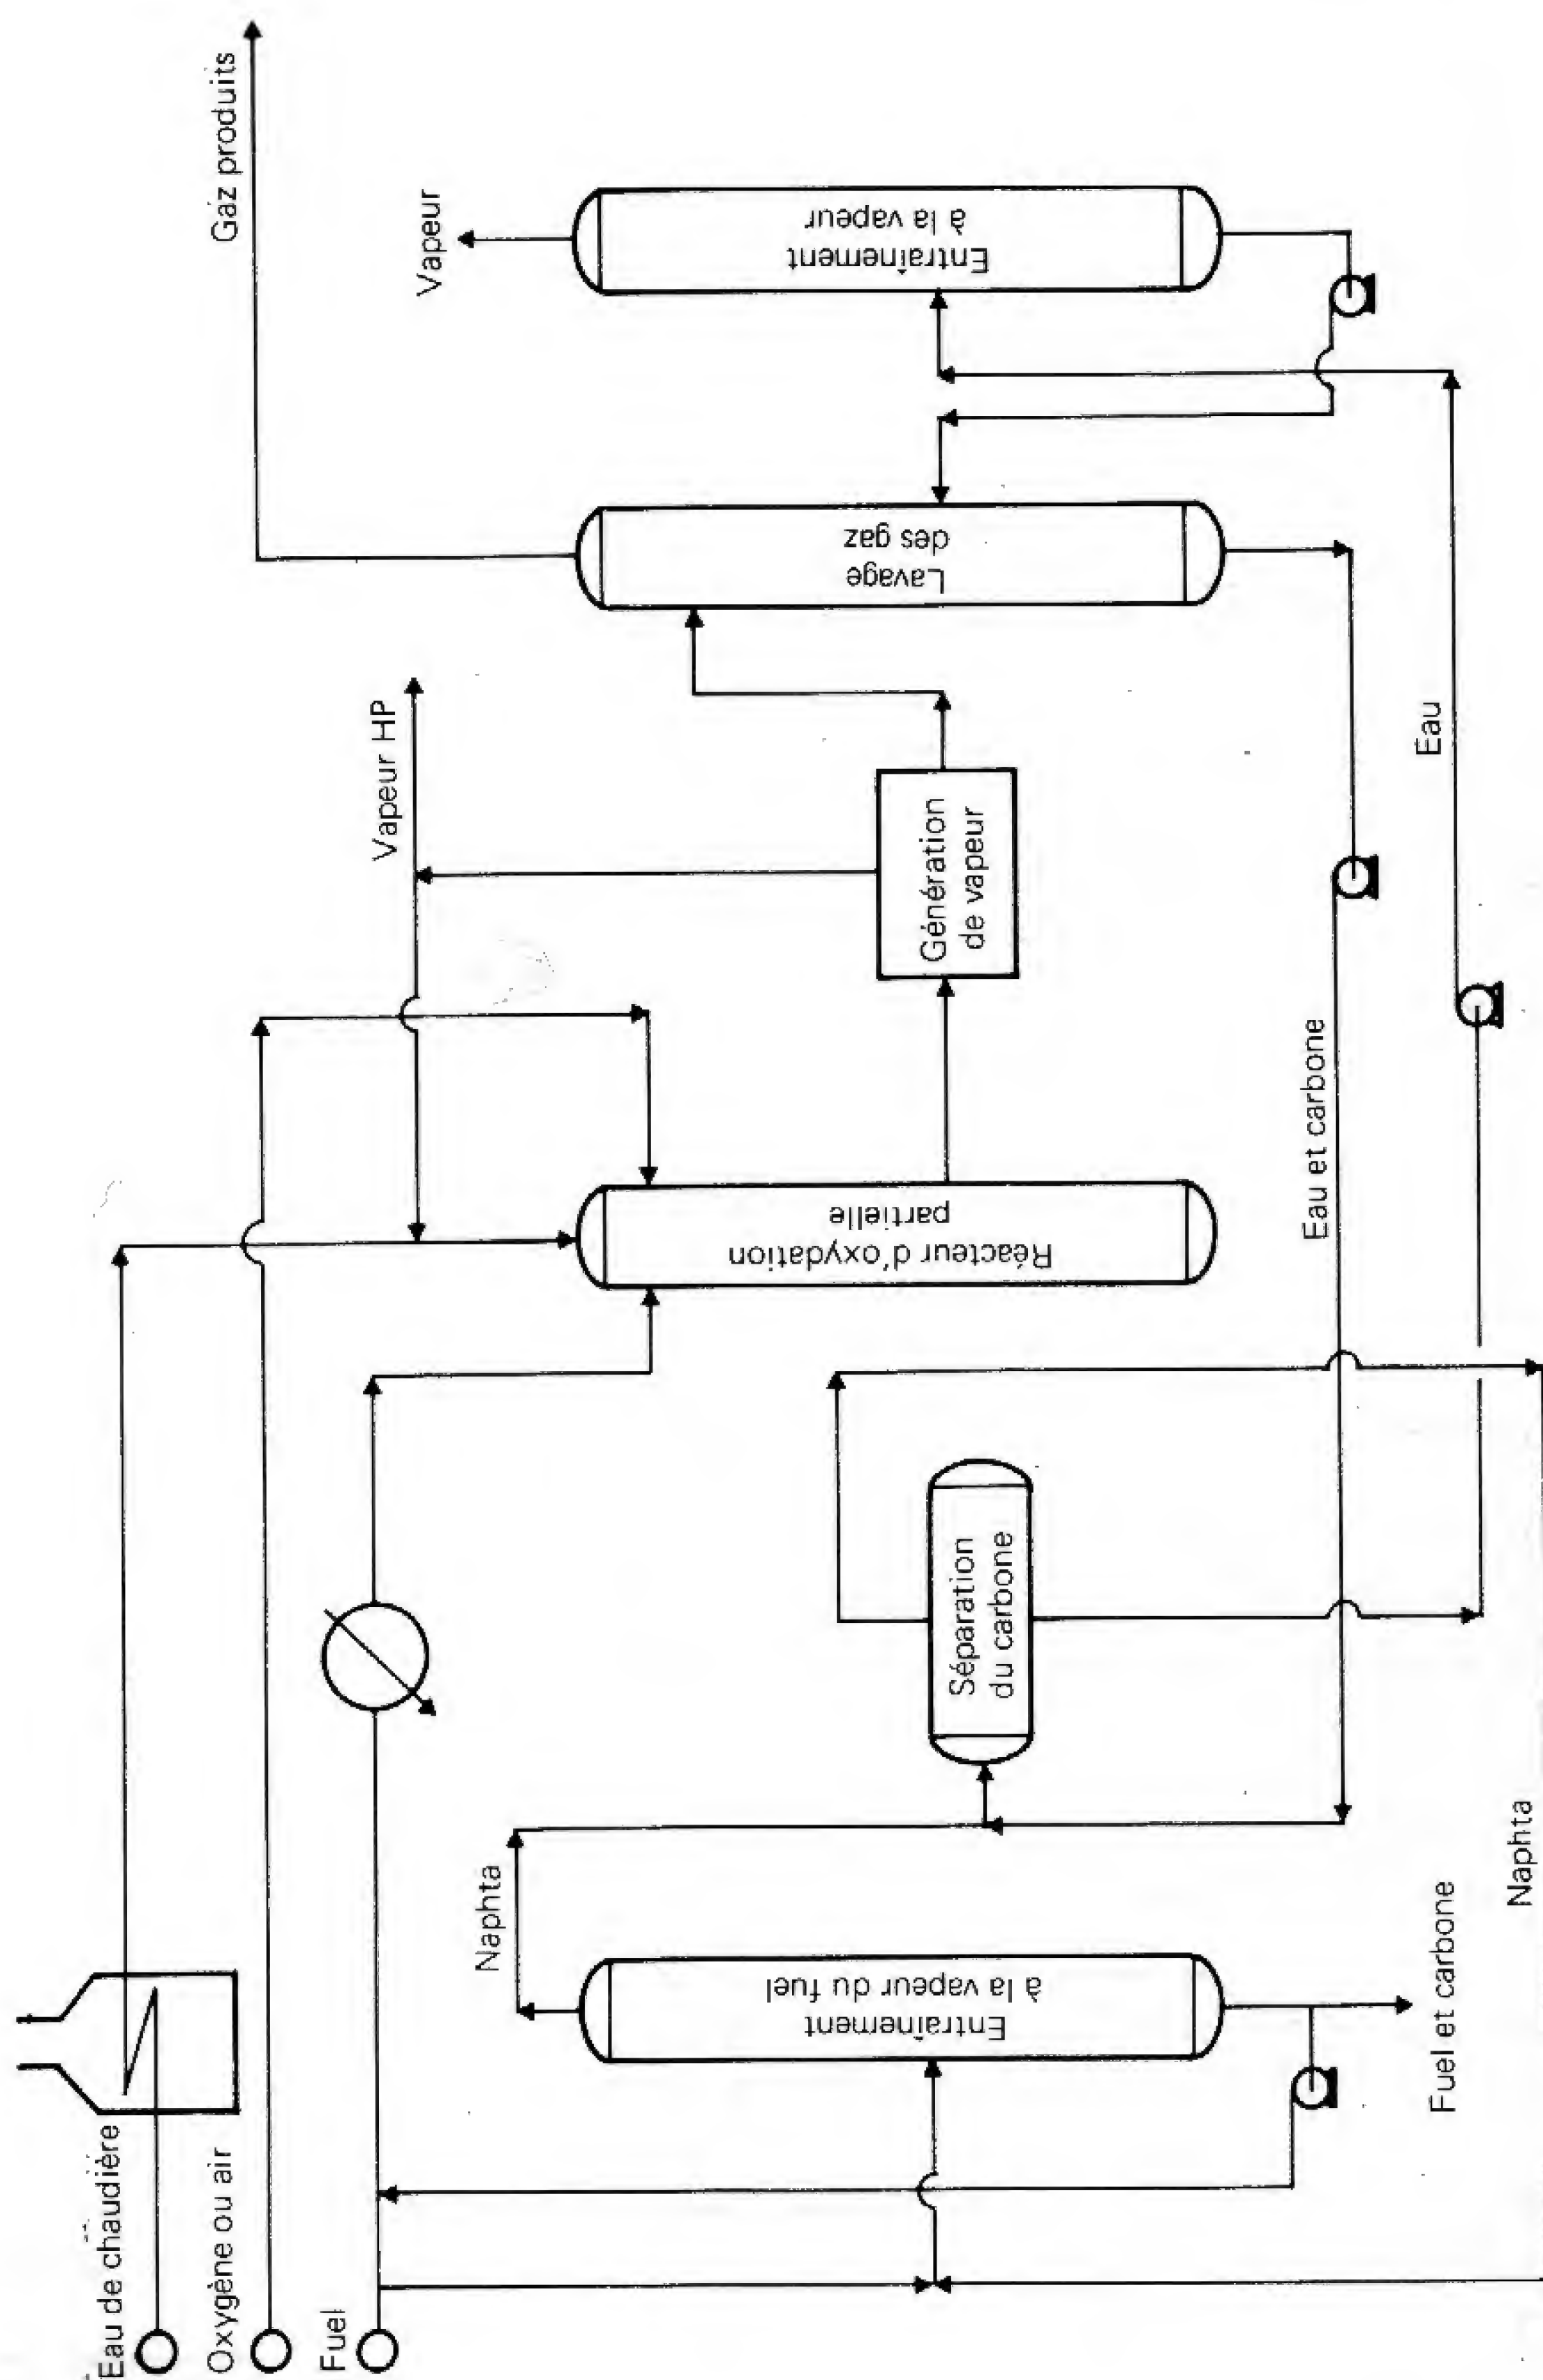 Eau de chaudière
Oxygène ou air
Fuel
Naphta
Entraînement
à la vapeur du fuel
Fuel et carbone
Naphta
Séparation
du carbone
Réacteur d'oxydation
partielle
Eau et carbone
Vapeur HP
Génération
de vapeur
Eau
Lavage
des gaz
Gaz produits
Vapeur
Entraînement
à la vapeur